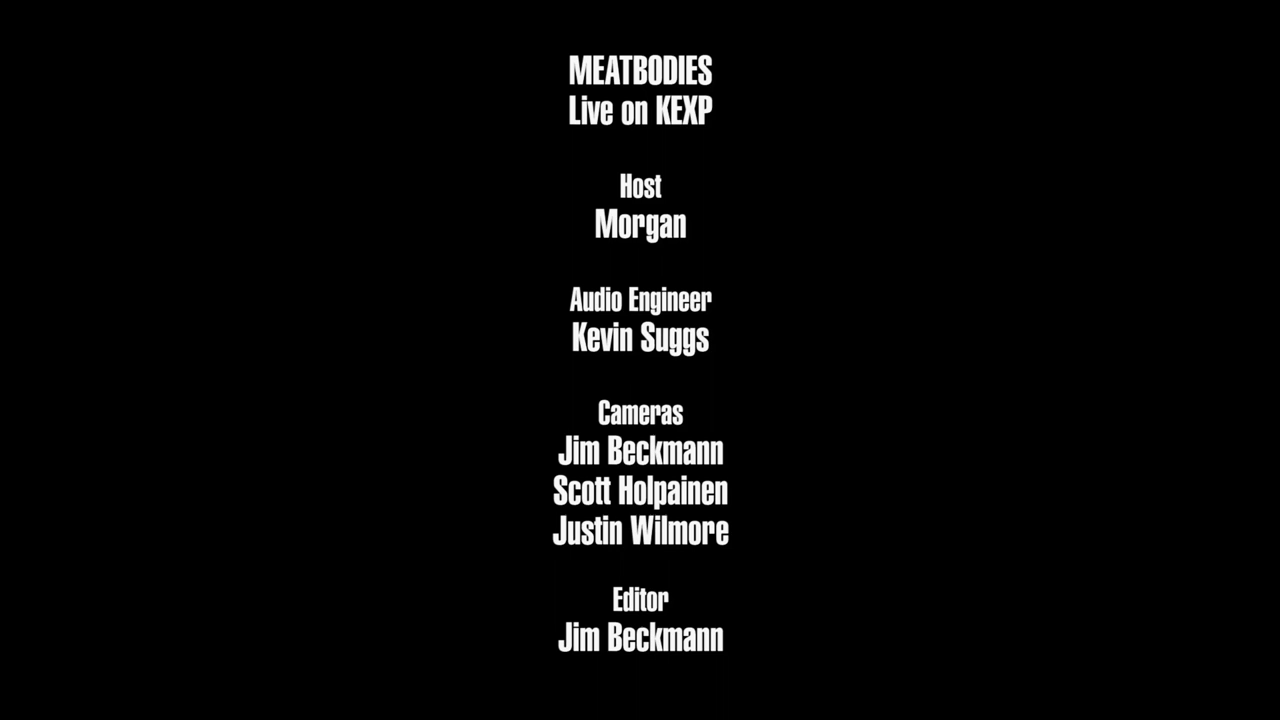 MEATBODIES
Live on KEXP
Host
Morgan
Audio Engineer
Kevin Suggs
Cameras
Jim Beckmann
Scott Holpainen
Justin Wilmore
Editor
Jim Beckmann